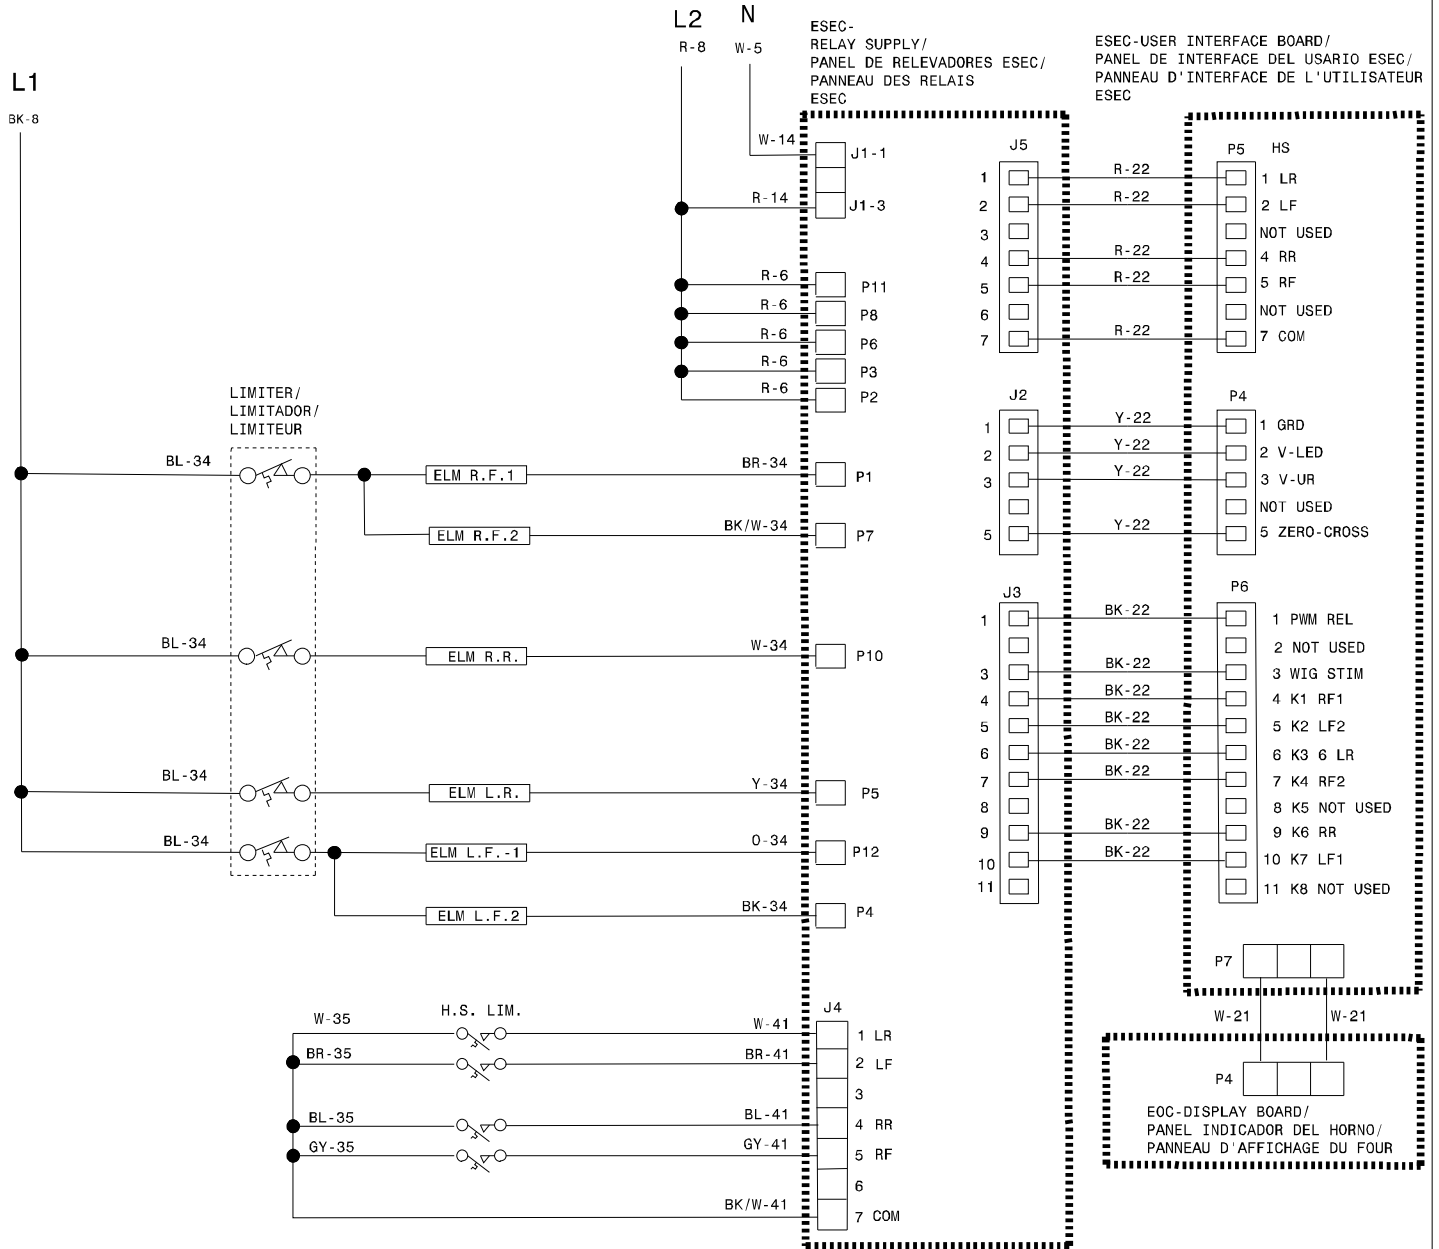 L1
BK-8
L2
R-8
N
W-5
ESEC-
RELAY SUPPLY/
PANEL DE RELEVADORES ESEC/
PANNEAU DES RELAIS
ESEC
ESEC-USER INTERFACE BOARD/
PANEL DE INTERFACE DEL USARIO ESEC/
PANNEAU D'INTERFACE DE L'UTILISATEUR
ESEC
W-14
J1-1
R-14
J1-3
R-6
P11
R-6
P8
R-6
P6
R-6
P3
R-6
P2
LIMITER/
LIMITADOR/
LIMITEUR
BL-34
ELM R.F.1
BR-34
P1
ELM R.F.2
BK/W-34
P7
BL-34
ELM R.R.
W-34
P10
BL-34
ELM L.R.
Y-34
P5
BL-34
ELM L.F.-1
O-34
P12
ELM L.F.2
BK-34
P4
H.S. LIM.
J4
W-35
W-41
1 LR
BR-35
BR-41
2 LF
3
BL-35
BL-41
4 RR
GY-35
GY-41
5 RF
6
BK/W-41
7 COM
J5
P5
HS
1
R-22
1 LR
2
R-22
2 LF
3
NOT USED
4
R-22
4 RR
5
R-22
5 RF
6
NOT USED
7
R-22
7 COM
J2
P4
1
Y-22
1 GRD
2
Y-22
2 V-LED
3
Y-22
3 V-UR
NOT USED
5
Y-22
5 ZERO-CROSS
J3
P6
1
BK-22
1 PWM REL
2 NOT USED
3
BK-22
3 WIG STIM
4
BK-22
4 K1 RF1
5
BK-22
5 K2 LF2
6
BK-22
6 K3 6 LR
7
BK-22
7 K4 RF2
8
8 K5 NOT USED
9
BK-22
9 K6 RR
10
BK-22
10 K7 LF1
11
11 K8 NOT USED
P7
W-21
W-21
P4
EOC-DISPLAY BOARD/
PANEL INDICADOR DEL HORNO/
PANNEAU D'AFFICHAGE DU FOUR